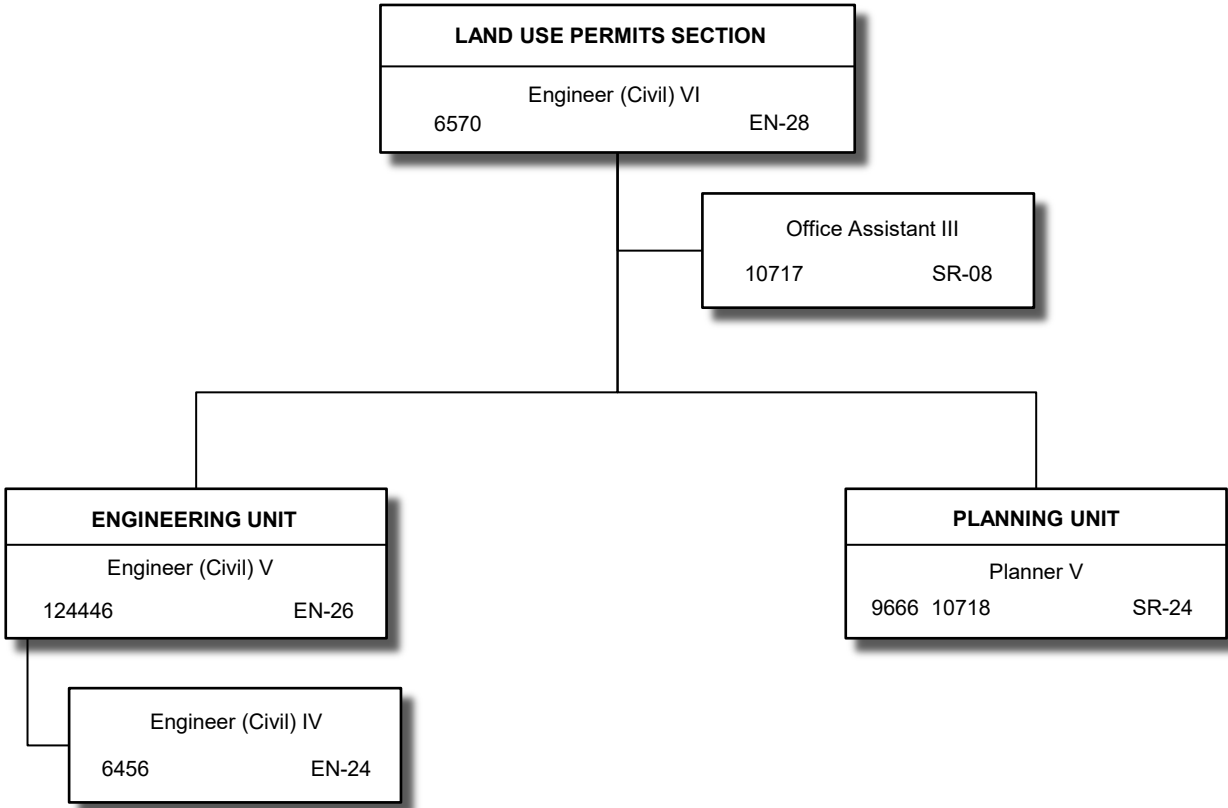 LAND USE PERMITS SECTION
Engineer (Civil) VI
6570 EN-28
Office Assistant III
10717 SR-08
ENGINEERING UNIT
Engineer (Civil) V
124446 EN-26
Engineer (Civil) IV
6456 EN-24
PLANNING UNIT
Planner V
9666 10718 SR-24